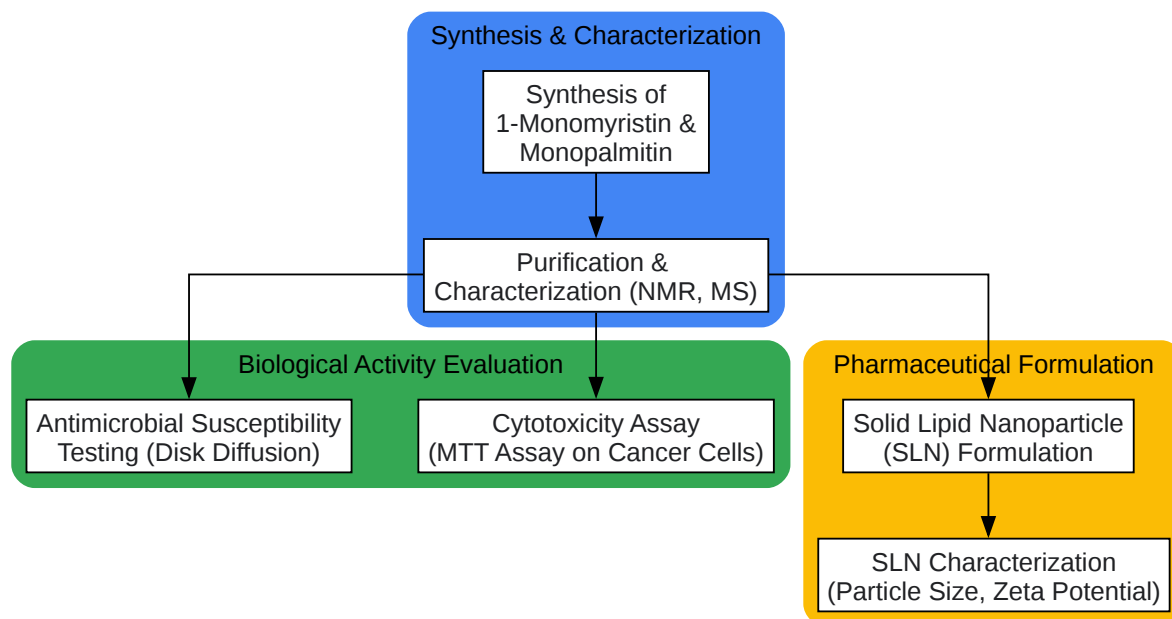 Synthesis & Characterization
Synthesis of
1-Monomyristin &
Monopalmitin
Purification &
Characterization (NMR, MS)
Biological Activity Evaluation
Antimicrobial Susceptibility
Testing (Disk Diffusion)
Cytotoxicity Assay
(MTT Assay on Cancer Cells)
Pharmaceutical Formulation
Solid Lipid Nanoparticle
(SLN) Formulation
SLN Characterization
(Particle Size, Zeta Potential)